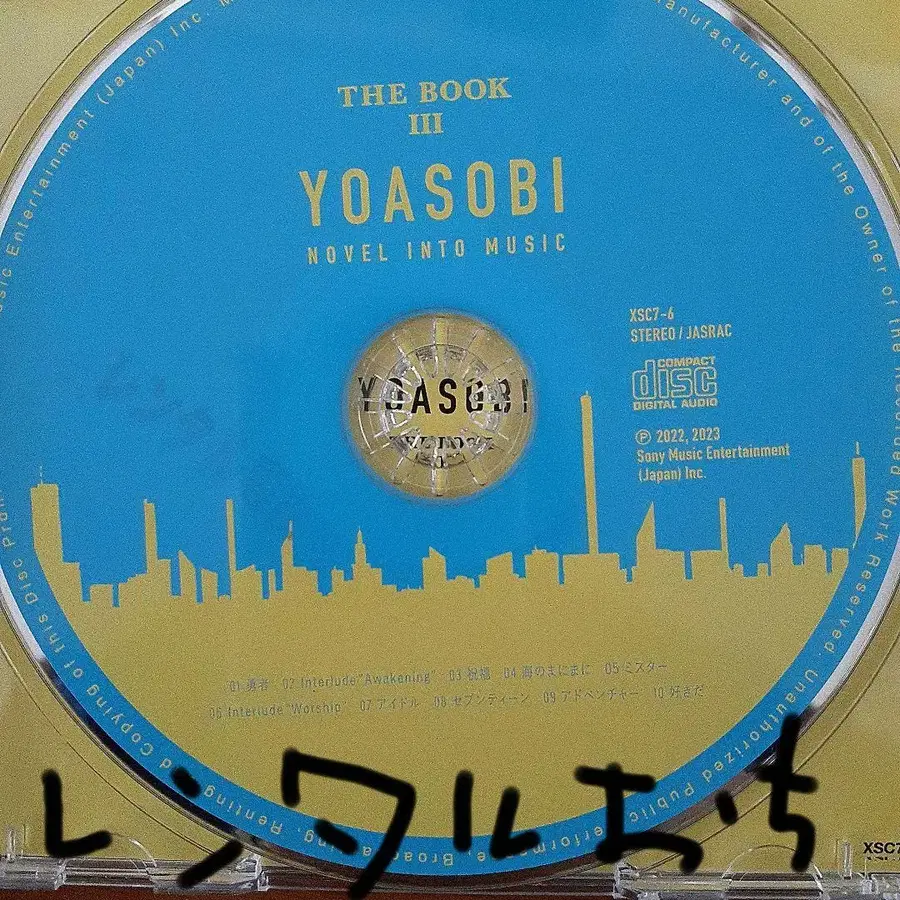 THE BOOK
III
YOASOBI
NOVEL INTO MUSIC
XSC7-6
STEREO / JASRAC
COMPACT
disc
DIGITAL AUDIO
YOASOBI
Ⓟ 2022, 2023
Sony Music Entertainment
(Japan) Inc.
01 勇者 02 Interlude "Awakening" 03 祝福 04 海のまにまに 05 ミスター
06 Interlude "Worship" 07 アイドル 08 セブンティーン 09 アドベンチャー 10 好きだ
Music Entertainment (Japan) Inc
anufacturer and of the Owner of the Recorded Work Reserved. Unauthorized Public Performance, Broadcasting, Renting and Copying of this Disc
レンタルおち
XSC7